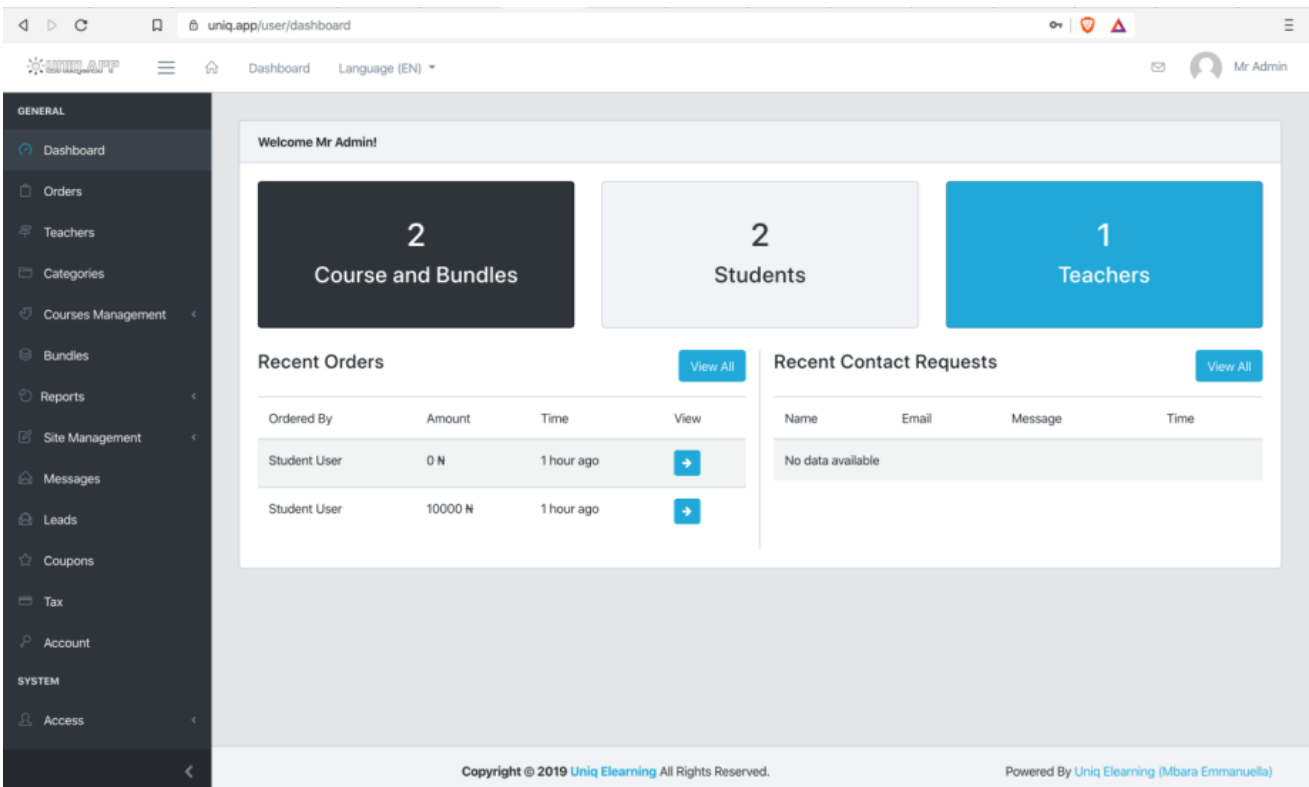 uniq.app/user/dashboard
UNIQ.APP
Dashboard
Language (EN)
Mr Admin
GENERAL
Dashboard
Orders
Teachers
Categories
Courses Management
Bundles
Reports
Site Management
Messages
Leads
Coupons
Tax
Account
SYSTEM
Access
Welcome Mr Admin!
2
Course and Bundles
2
Students
1
Teachers
Recent Orders
View All
Ordered By Amount Time View
Student User 0 ₦ 1 hour ago
Student User 10000 ₦ 1 hour ago
Recent Contact Requests
View All
Name Email Message Time
No data available
Copyright © 2019 Uniq Elearning All Rights Reserved.
Powered By Uniq Elearning (Mbara Emmanuella)